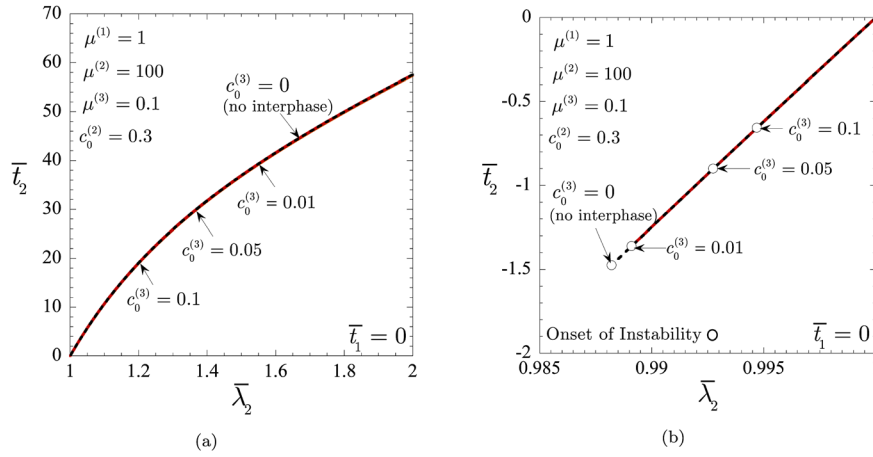 70
60
50
40
30
20
10
0
t̅₂
μ⁽¹⁾ = 1
μ⁽²⁾ = 100
μ⁽³⁾ = 0.1
c₀⁽²⁾ = 0.3
c₀⁽³⁾ = 0
(no interphase)
c₀⁽³⁾ = 0.01
c₀⁽³⁾ = 0.05
c₀⁽³⁾ = 0.1
t̅₁ = 0
1 1.2 1.4 1.6 1.8 2
λ̅₂
(a)
0
-0.5
-1
-1.5
-2
t̅₂
μ⁽¹⁾ = 1
μ⁽²⁾ = 100
μ⁽³⁾ = 0.1
c₀⁽²⁾ = 0.3
c₀⁽³⁾ = 0.1
c₀⁽³⁾ = 0.05
c₀⁽³⁾ = 0
(no interphase)
c₀⁽³⁾ = 0.01
Onset of Instability
t̅₁ = 0
0.985 0.99 0.995
λ̅₂
(b)